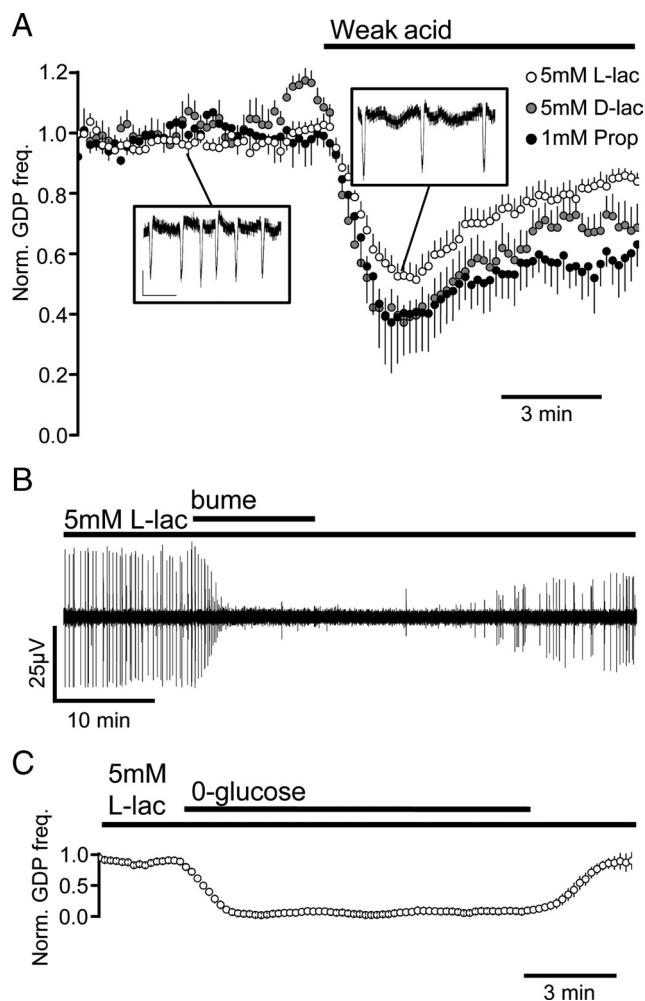 A
Weak acid
1.2
1.0
0.8
0.6
0.4
0.2
0.0
Norm. GDP freq.
5mM L-lac
5mM D-lac
1mM Prop
3 min
B
bume
5mM L-lac
25µV
10 min
C
5mM
L-lac
0-glucose
1.0
0.5
0.0
Norm. GDP freq.
3 min